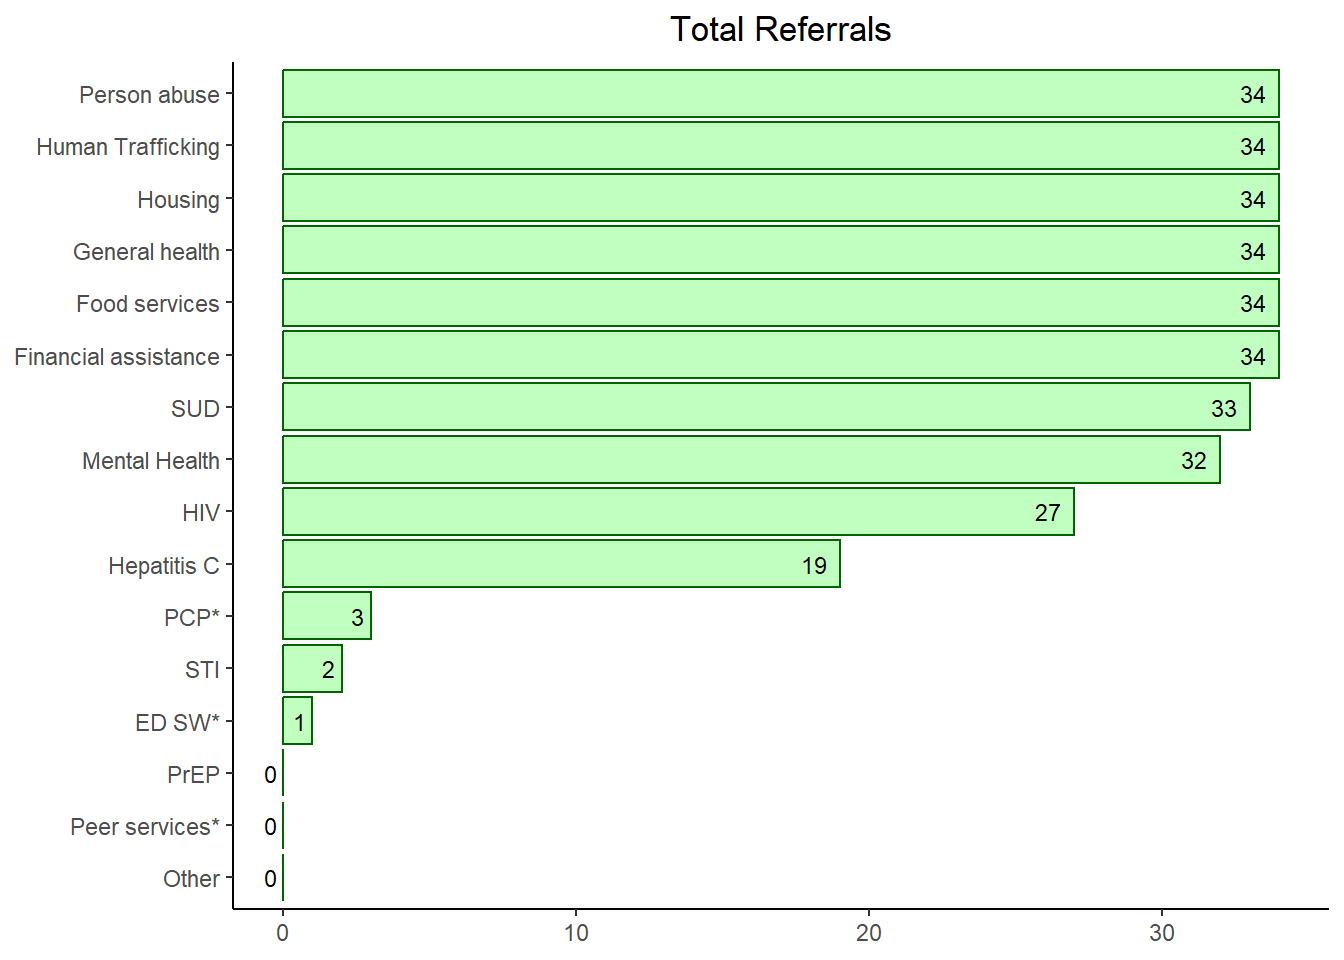 Total Referrals
Person abuse 34
Human Trafficking 34
Housing 34
General health 34
Food services 34
Financial assistance 34
SUD 33
Mental Health 32
HIV 27
Hepatitis C 19
PCP* 3
STI 2
ED SW* 1
PrEP 0
Peer services* 0
Other 0
0 10 20 30